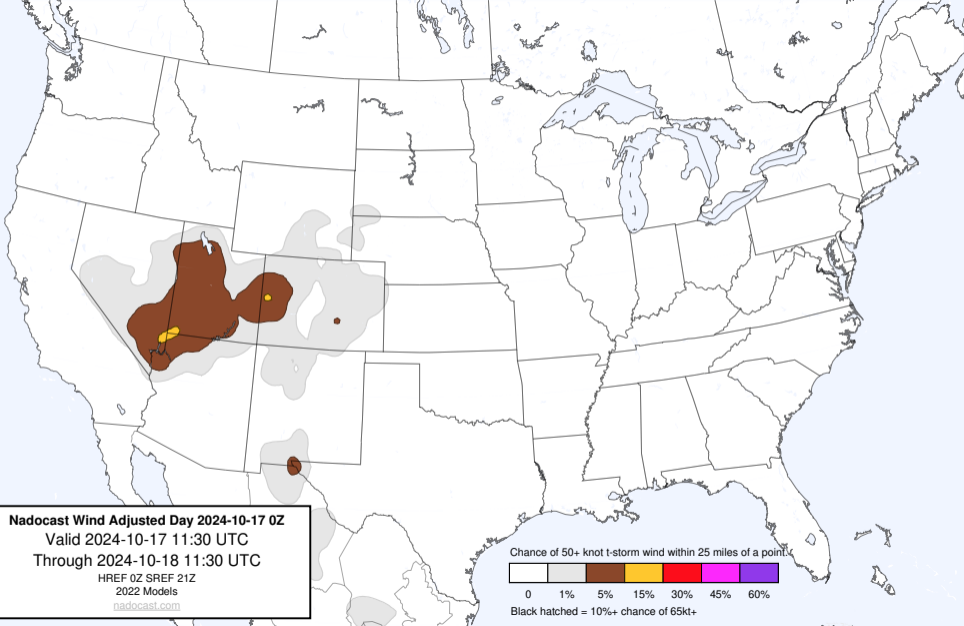 Nadocast Wind Adjusted Day 2024-10-17 0Z
Valid 2024-10-17 11:30 UTC
Through 2024-10-18 11:30 UTC
HREF 0Z SREF 21Z
2022 Models
nadocast.com
Chance of 50+ knot t-storm wind within 25 miles of a point.
0 1% 5% 15% 30% 45% 60%
Black hatched = 10%+ chance of 65kt+